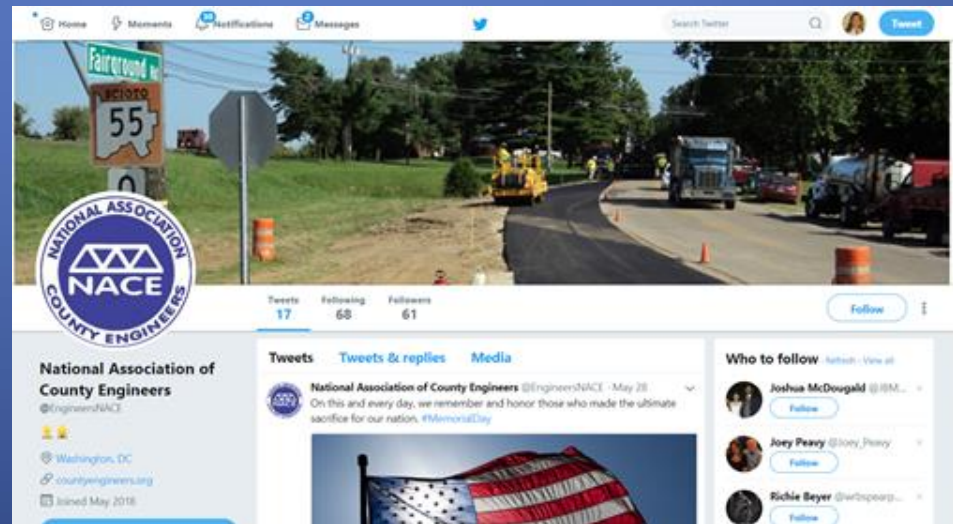 Home Moments Notifications Messages
Search Twitter
Tweet
Fairground Rd
SCIOTO
55
NATIONAL ASSOCIATION
NACE
COUNTY ENGINEERS
Tweets Following Followers
17 68 61
Follow
National Association of
County Engineers
@EngineersNACE
Washington, DC
countyengineers.org
Joined May 2018
Tweets Tweets & replies Media
National Association of County Engineers @EngineersNACE · May 28
On this and every day, we remember and honor those who made the ultimate
sacrifice for our nation. #MemorialDay
Who to follow · Refresh · View all
Joshua McDougald
Follow
Joey Peavy @Joey_Peavy
Follow
Richie Beyer
Follow